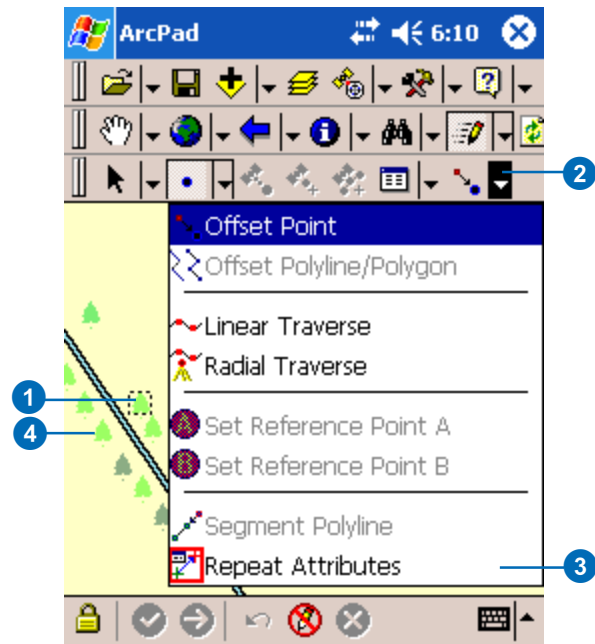 ArcPad 6:10
2
Offset Point
Offset Polyline/Polygon
Linear Traverse
Radial Traverse
1
4
A Set Reference Point A
B Set Reference Point B
Segment Polyline
Repeat Attributes
3